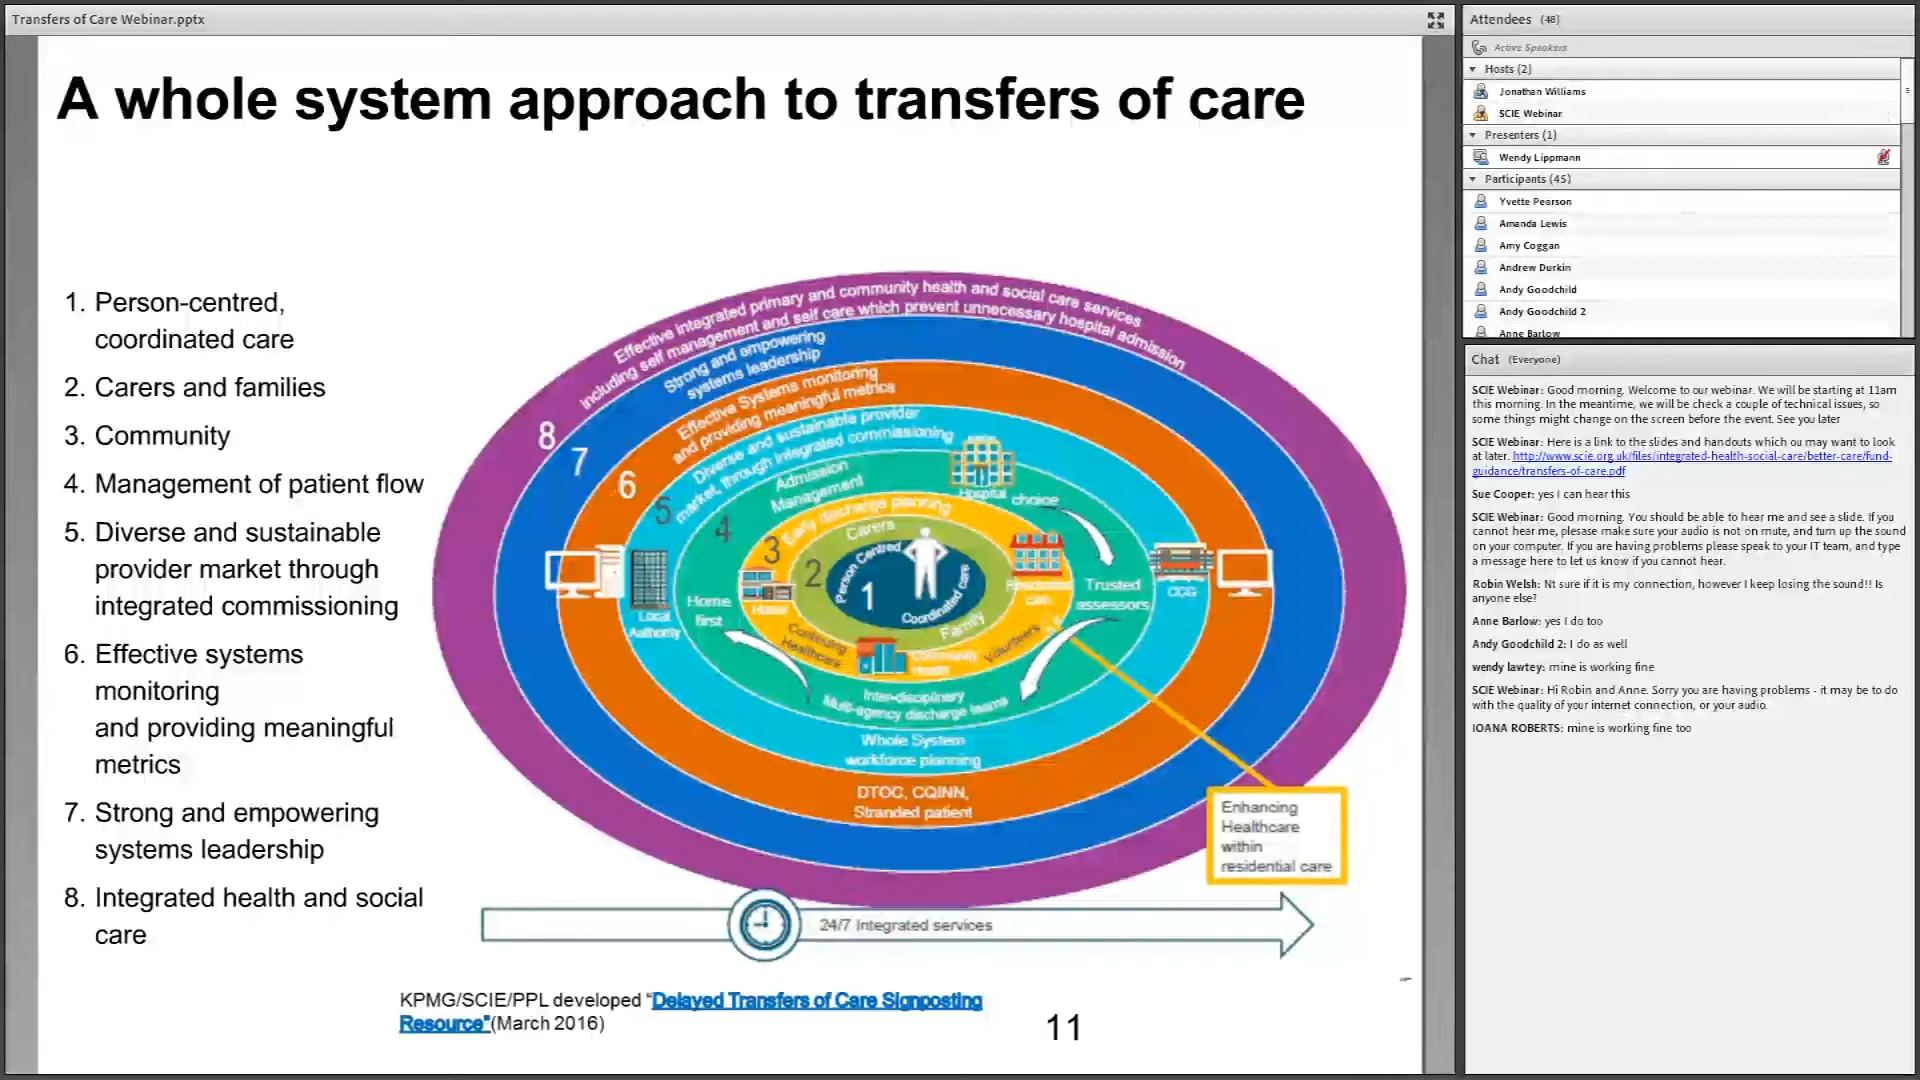 Transfers of Care Webinar.pptx
A whole system approach to transfers of care
1. Person-centred,
coordinated care
2. Carers and families
3. Community
4. Management of patient flow
5. Diverse and sustainable
provider market through
integrated commissioning
6. Effective systems
monitoring
and providing meaningful
metrics
7. Strong and empowering
systems leadership
8. Integrated health and social
care
Effective integrated primary and community health and social care services
including self management and self care which prevent unnecessary hospital admission
Strong and empowering
systems leadership
Effective Systems monitoring
and providing meaningful metrics
Diverse and sustainable provider
market, through integrated commissioning
Admission
Management
Hospital
choice
Early discharge planning
Carers
Person Centred
Coordinated care
Family
8
7
6
5
4
3
2
1
Home
Residential
care
Trusted
assessors
CCG
Home
first
Local
Authority
Continuing
Healthcare
Community
Health
Volunteers
Inter-disciplinary
Multi-agency discharge teams
Whole System
workforce planning
DTOC, CQINN,
Stranded patient
Enhancing
Healthcare
within
residential care
24/7 Integrated services
KPMG/SCIE/PPL developed “Delayed Transfers of Care Signposting
Resource”(March 2016)
11
Attendees (48)
Active Speakers
Hosts (2)
Jonathan Williams
SCIE Webinar
Presenters (1)
Wendy Lippmann
Participants (45)
Yvette Pearson
Amanda Lewis
Amy Coggan
Andrew Durkin
Andy Goodchild
Andy Goodchild 2
Anne Barlow
Chat (Everyone)
SCIE Webinar: Good morning. Welcome to our webinar. We will be starting at 11am
this morning. In the meantime, we will be check a couple of technical issues, so
some things might change on the screen before the event. See you later
SCIE Webinar: Here is a link to the slides and handouts which ou may want to look
at later. http://www.scie.org.uk/files/integrated-health-social-care/better-care/fund-
guidance/transfers-of-care.pdf
Sue Cooper: yes I can hear this
SCIE Webinar: Good morning. You should be able to hear me and see a slide. If you
cannot hear me, plesase make sure your audio is not on mute, and turn up the sound
on your computer. If you are having problems please speak to your IT team, and type
a message here to let us know if you cannot hear.
Robin Welsh: Nt sure if it is my connection, however I keep losing the sound!! Is
anyone else?
Anne Barlow: yes I do too
Andy Goodchild 2: I do as well
wendy lawtey: mine is working fine
SCIE Webinar: Hi Robin and Anne. Sorry you are having problems - it may be to do
with the quality of your internet connection, or your audio.
IOANA ROBERTS: mine is working fine too